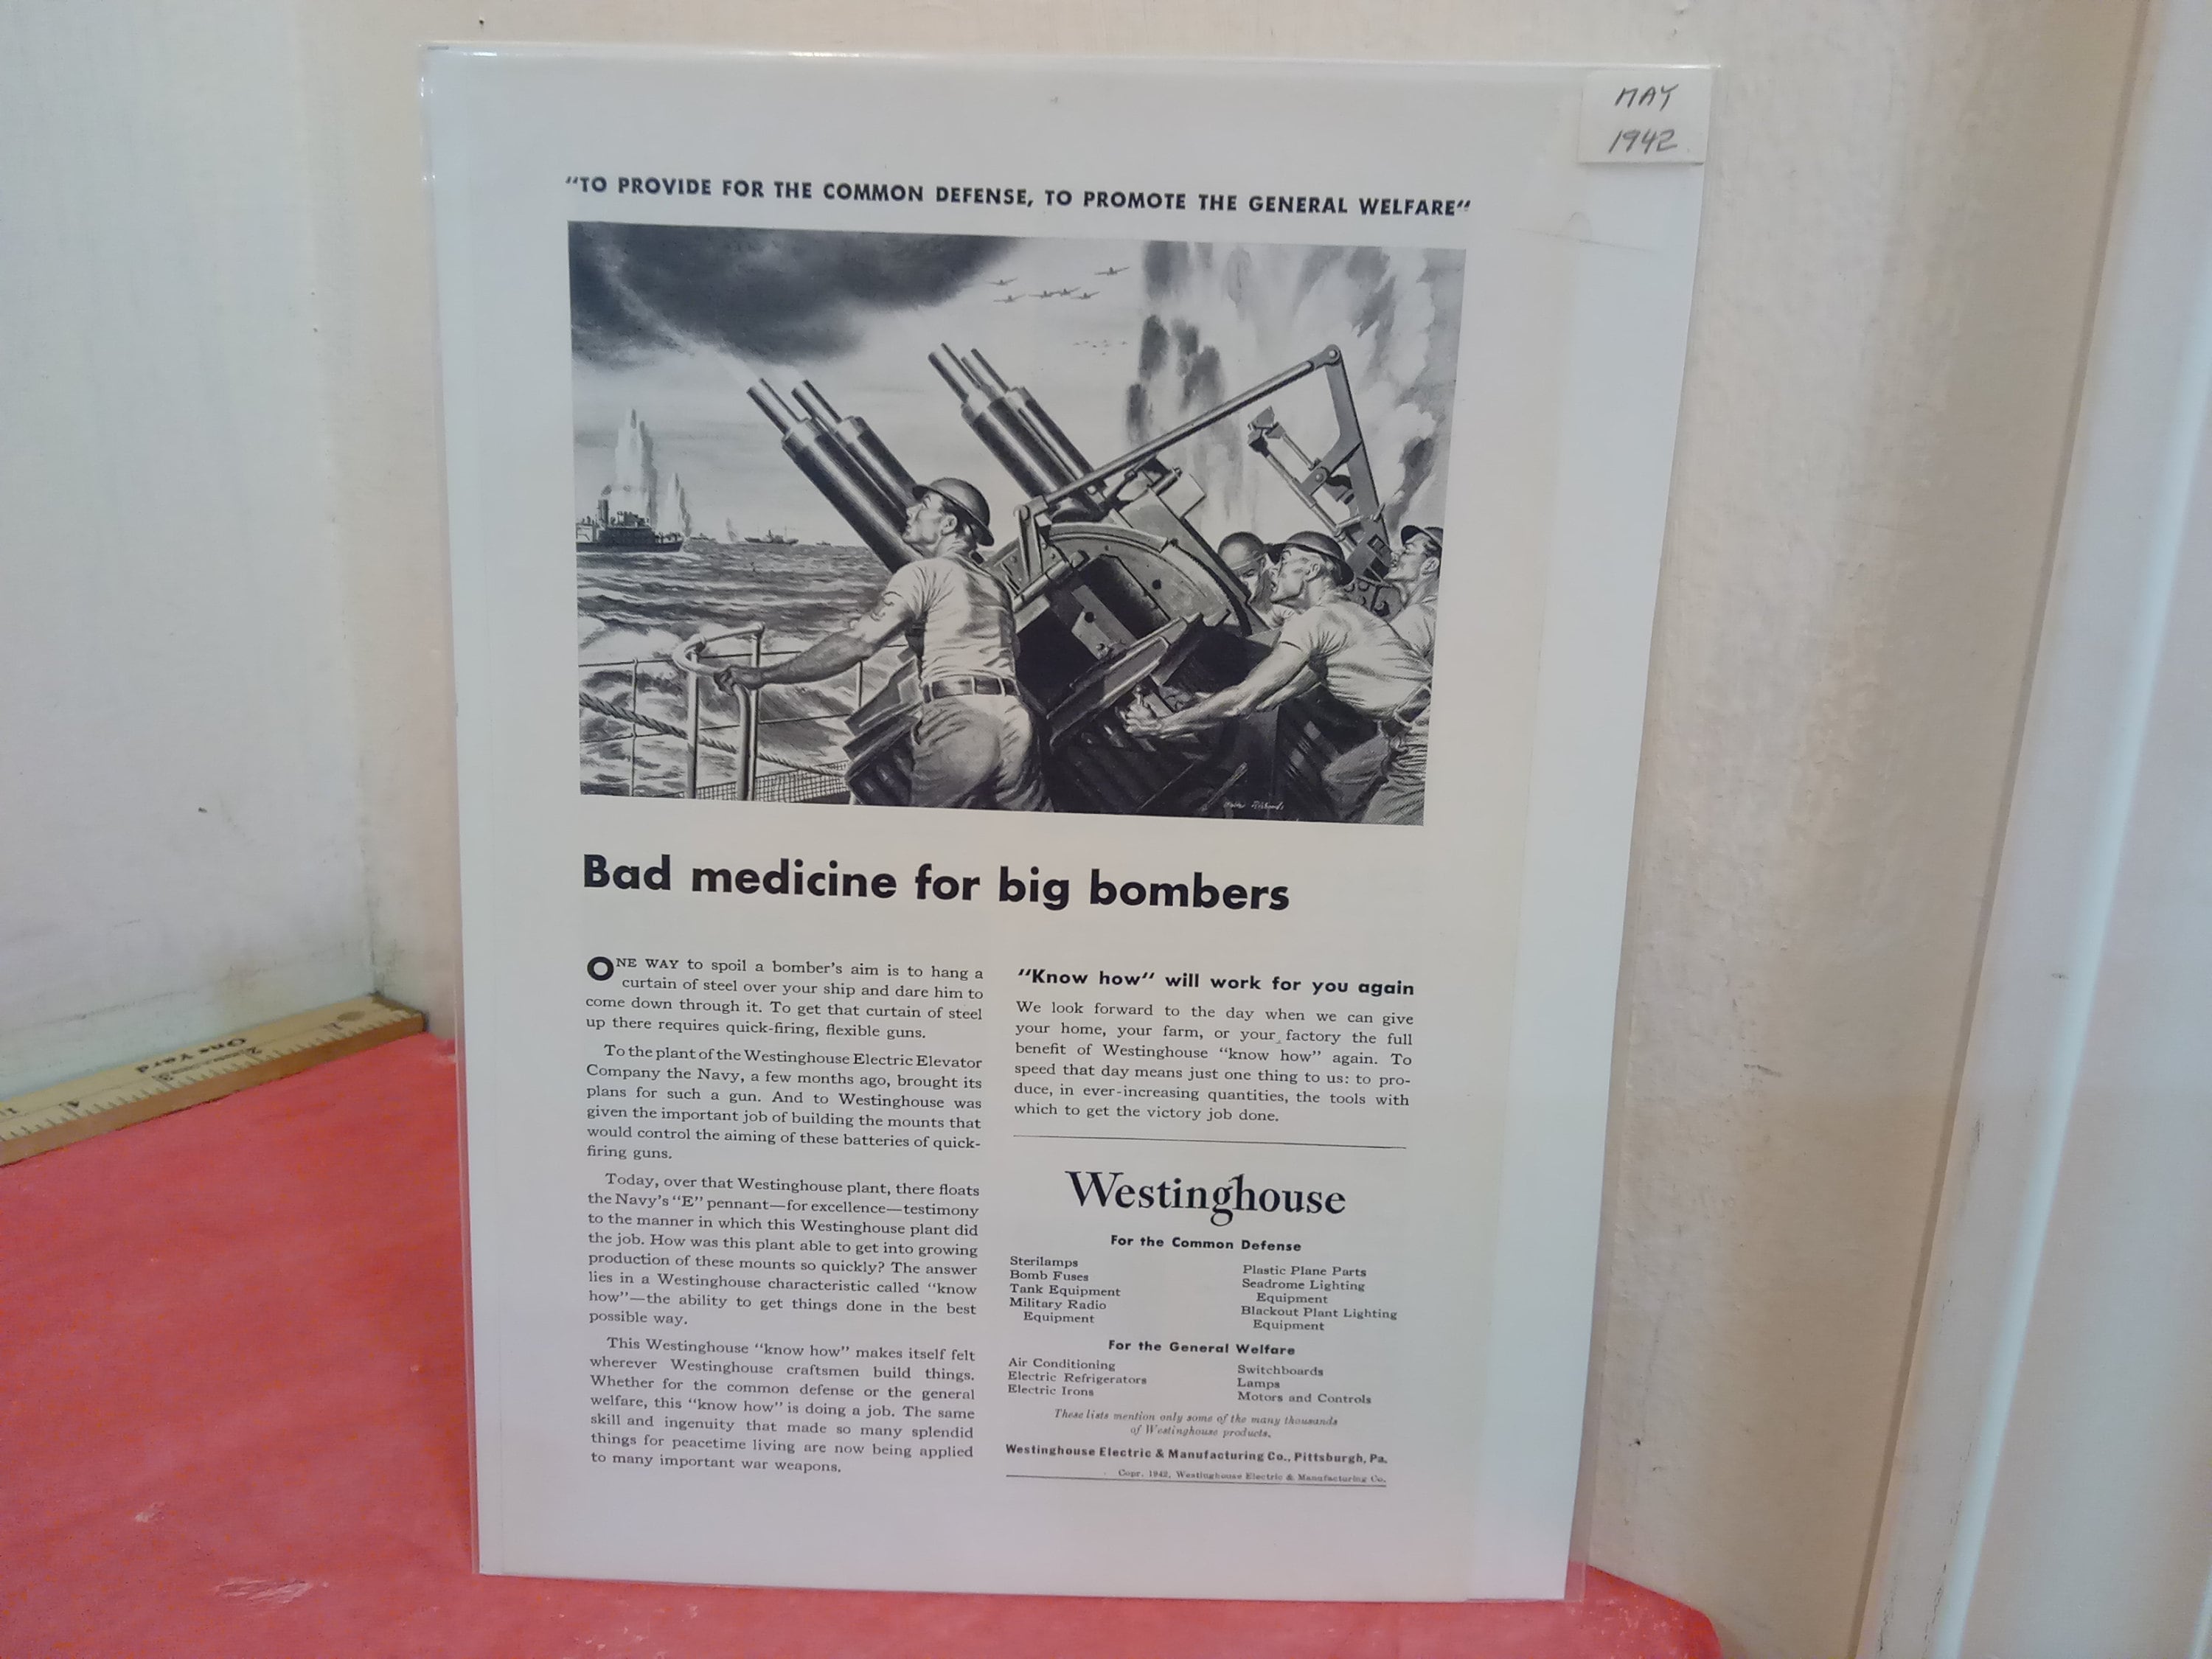 MAY
1942
"TO PROVIDE FOR THE COMMON DEFENSE, TO PROMOTE THE GENERAL WELFARE"
Bad medicine for big bombers
ONE WAY to spoil a bomber's aim is to hang a
curtain of steel over your ship and dare him to
come down through it. To get that curtain of steel
up there requires quick-firing, flexible guns.
To the plant of the Westinghouse Electric Elevator
Company the Navy, a few months ago, brought its
plans for such a gun. And to Westinghouse was
given the important job of building the mounts that
would control the aiming of these batteries of quick-
firing guns.
Today, over that Westinghouse plant, there floats
the Navy's "E" pennant—for excellence—testimony
to the manner in which this Westinghouse plant did
the job. How was this plant able to get into growing
production of these mounts so quickly? The answer
lies in a Westinghouse characteristic called "know
how"—the ability to get things done in the best
possible way.
This Westinghouse "know how" makes itself felt
wherever Westinghouse craftsmen build things.
Whether for the common defense or the general
welfare, this "know how" is doing a job. The same
skill and ingenuity that made so many splendid
things for peacetime living are now being applied
to many important war weapons.
"Know how" will work for you again
We look forward to the day when we can give
your home, your farm, or your factory the full
benefit of Westinghouse "know how" again. To
speed that day means just one thing to us: to pro-
duce, in ever-increasing quantities, the tools with
which to get the victory job done.
Westinghouse
For the Common Defense
Sterilamps
Bomb Fuses
Tank Equipment
Military Radio
Equipment
Plastic Plane Parts
Seadrome Lighting
Equipment
Blackout Plant Lighting
Equipment
For the General Welfare
Air Conditioning
Electric Refrigerators
Electric Irons
Switchboards
Lamps
Motors and Controls
These lists mention only some of the many thousands
of Westinghouse products.
Westinghouse Electric & Manufacturing Co., Pittsburgh, Pa.
Copr. 1942, Westinghouse Electric & Manufacturing Co.
One Yard
2
3
4